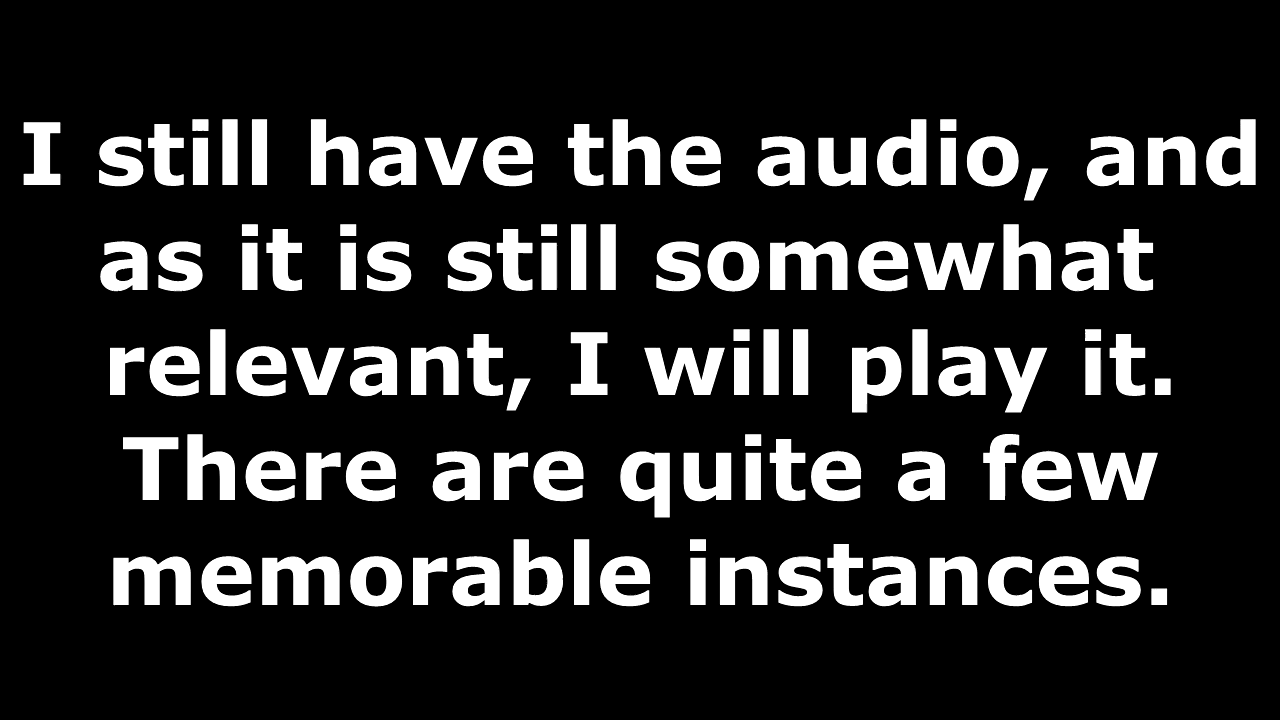 I still have the audio, and
as it is still somewhat
relevant, I will play it.
There are quite a few
memorable instances.